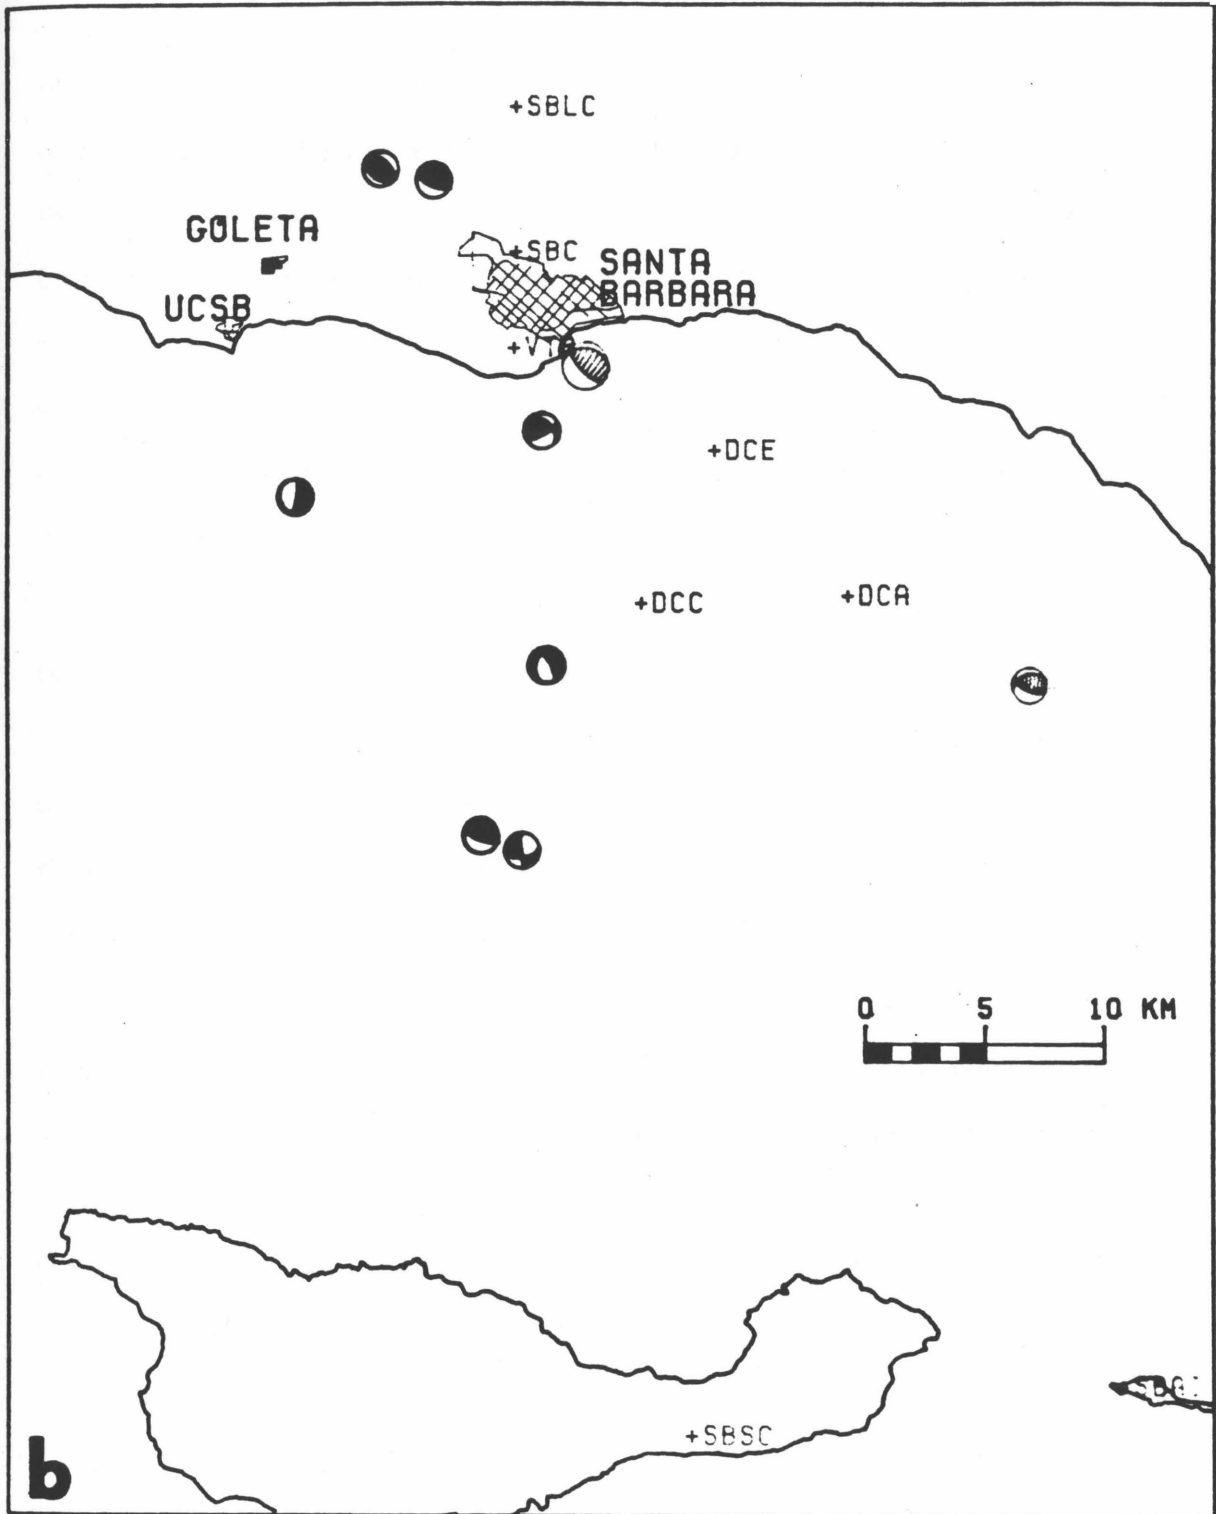 +SBLC
GOLETA
+SBC
SANTA
BARBARA
UCSB
+DCE
+DCC
+DCA
0 5 10 KM
+SBSC
b